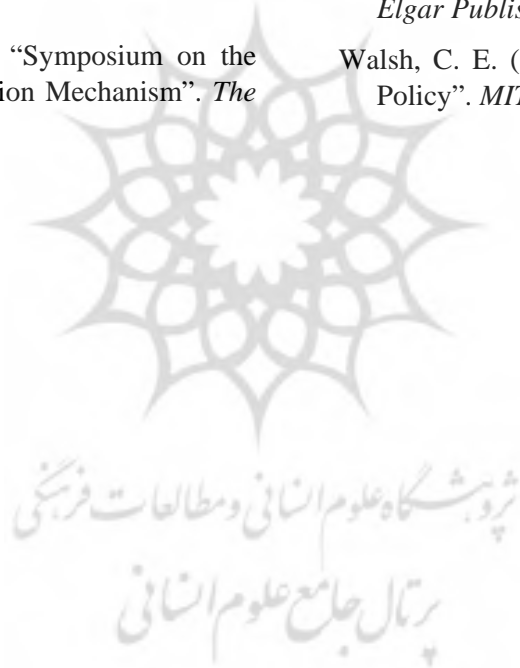 Elgar Publis
“Symposium on the
ion Mechanism”. The
Walsh, C. E. (
Policy”. MIT
پژوهشگاه علوم انسانی و مطالعات فرهنگی
پرتال جامع علوم انسانی